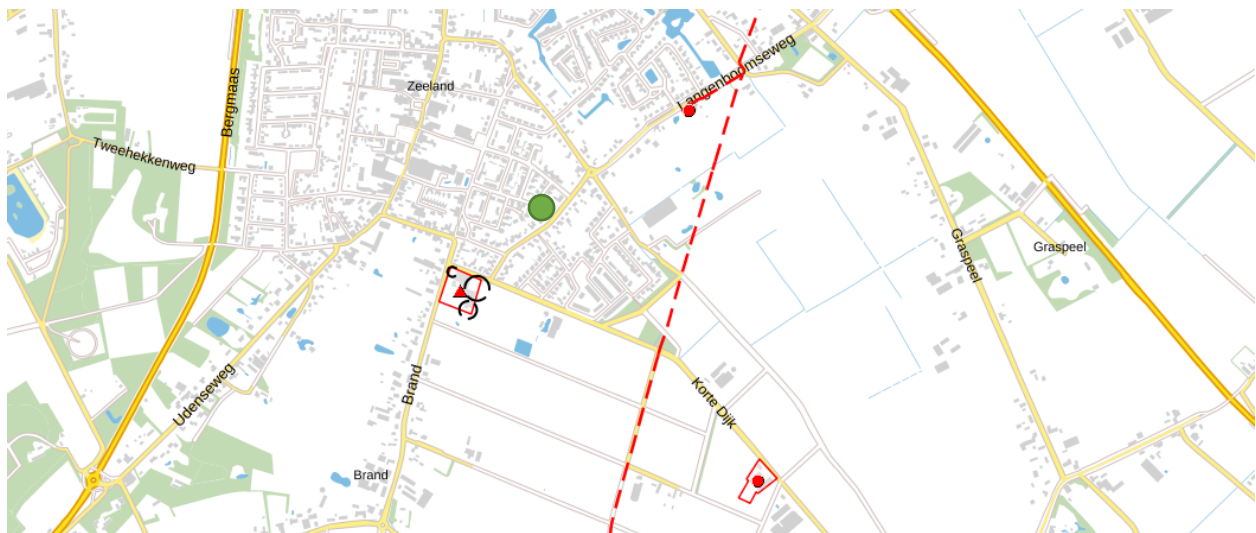 Langenboomseweg
Bergmaas
Zeeland
Tweehekkenweg
Graspeel
Graspeel
Udenseweg
Brand
Korte Dijk
Brand